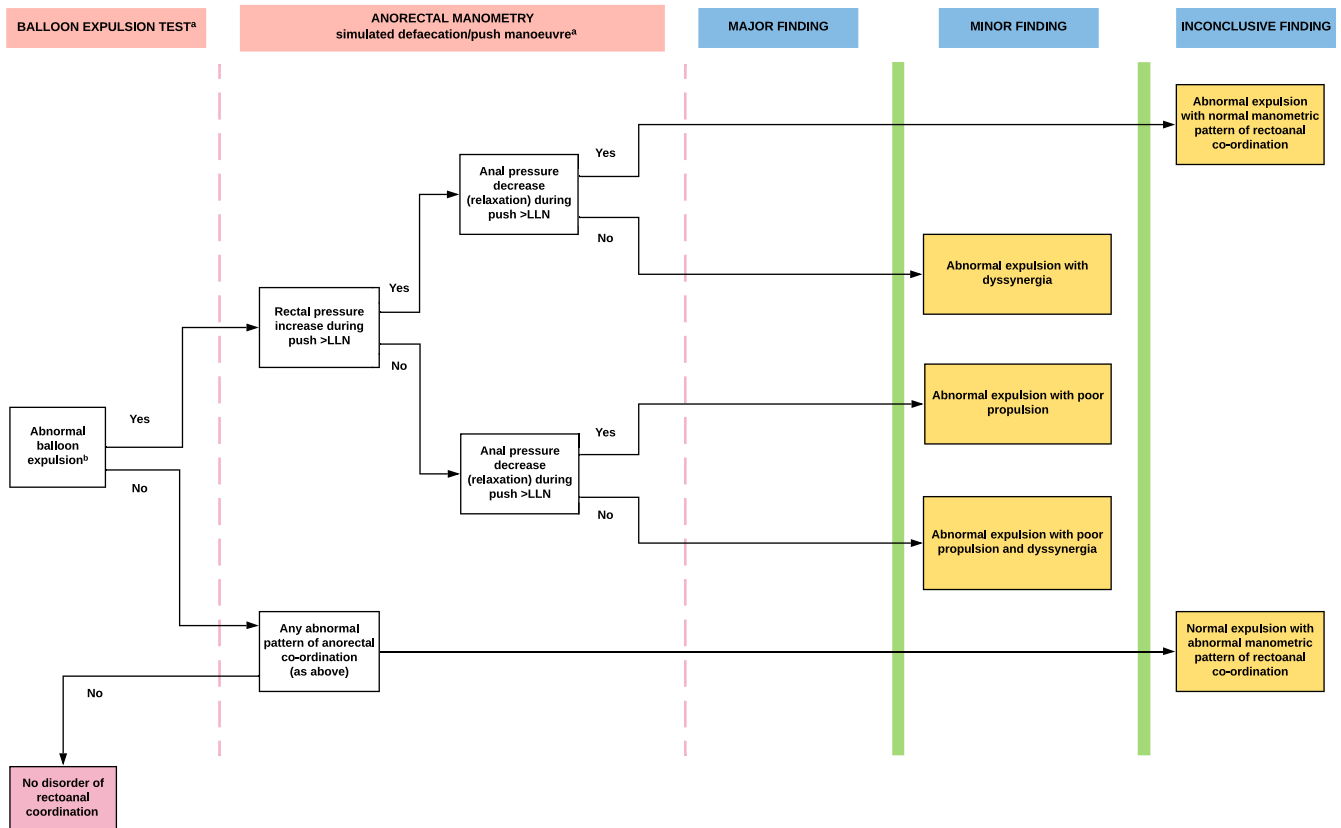 BALLOON EXPULSION TESTᵃ
ANORECTAL MANOMETRY
simulated defaecation/push manoeuvreᵃ
MAJOR FINDING
MINOR FINDING
INCONCLUSIVE FINDING
Abnormal expulsion
with normal manometric
pattern of rectoanal
co-ordination
Yes
Anal pressure
decrease
(relaxation) during
push >LLN
No
Abnormal expulsion with
dyssynergia
Yes
Rectal pressure
increase during
push >LLN
No
Abnormal expulsion with poor
propulsion
Yes
Abnormal
balloon
expulsionᵇ
No
Yes
Anal pressure
decrease
(relaxation) during
push >LLN
No
Abnormal expulsion with poor
propulsion and dyssynergia
Any abnormal
pattern of anorectal
co-ordination
(as above)
Normal expulsion with
abnormal manometric
pattern of rectoanal
co-ordination
No
No disorder of
rectoanal
coordination